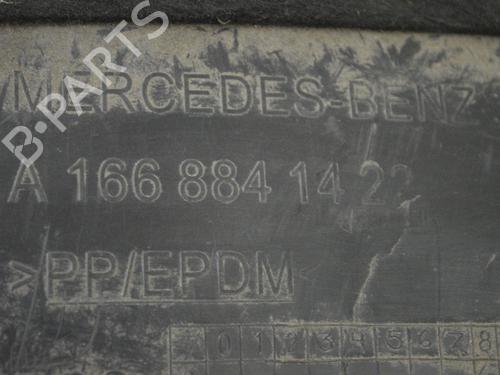 B-PARTS
MERCEDES-BENZ
A 166 884 14 22
>PP/EPDM<
0 1 2 3 4 5 6 7 8